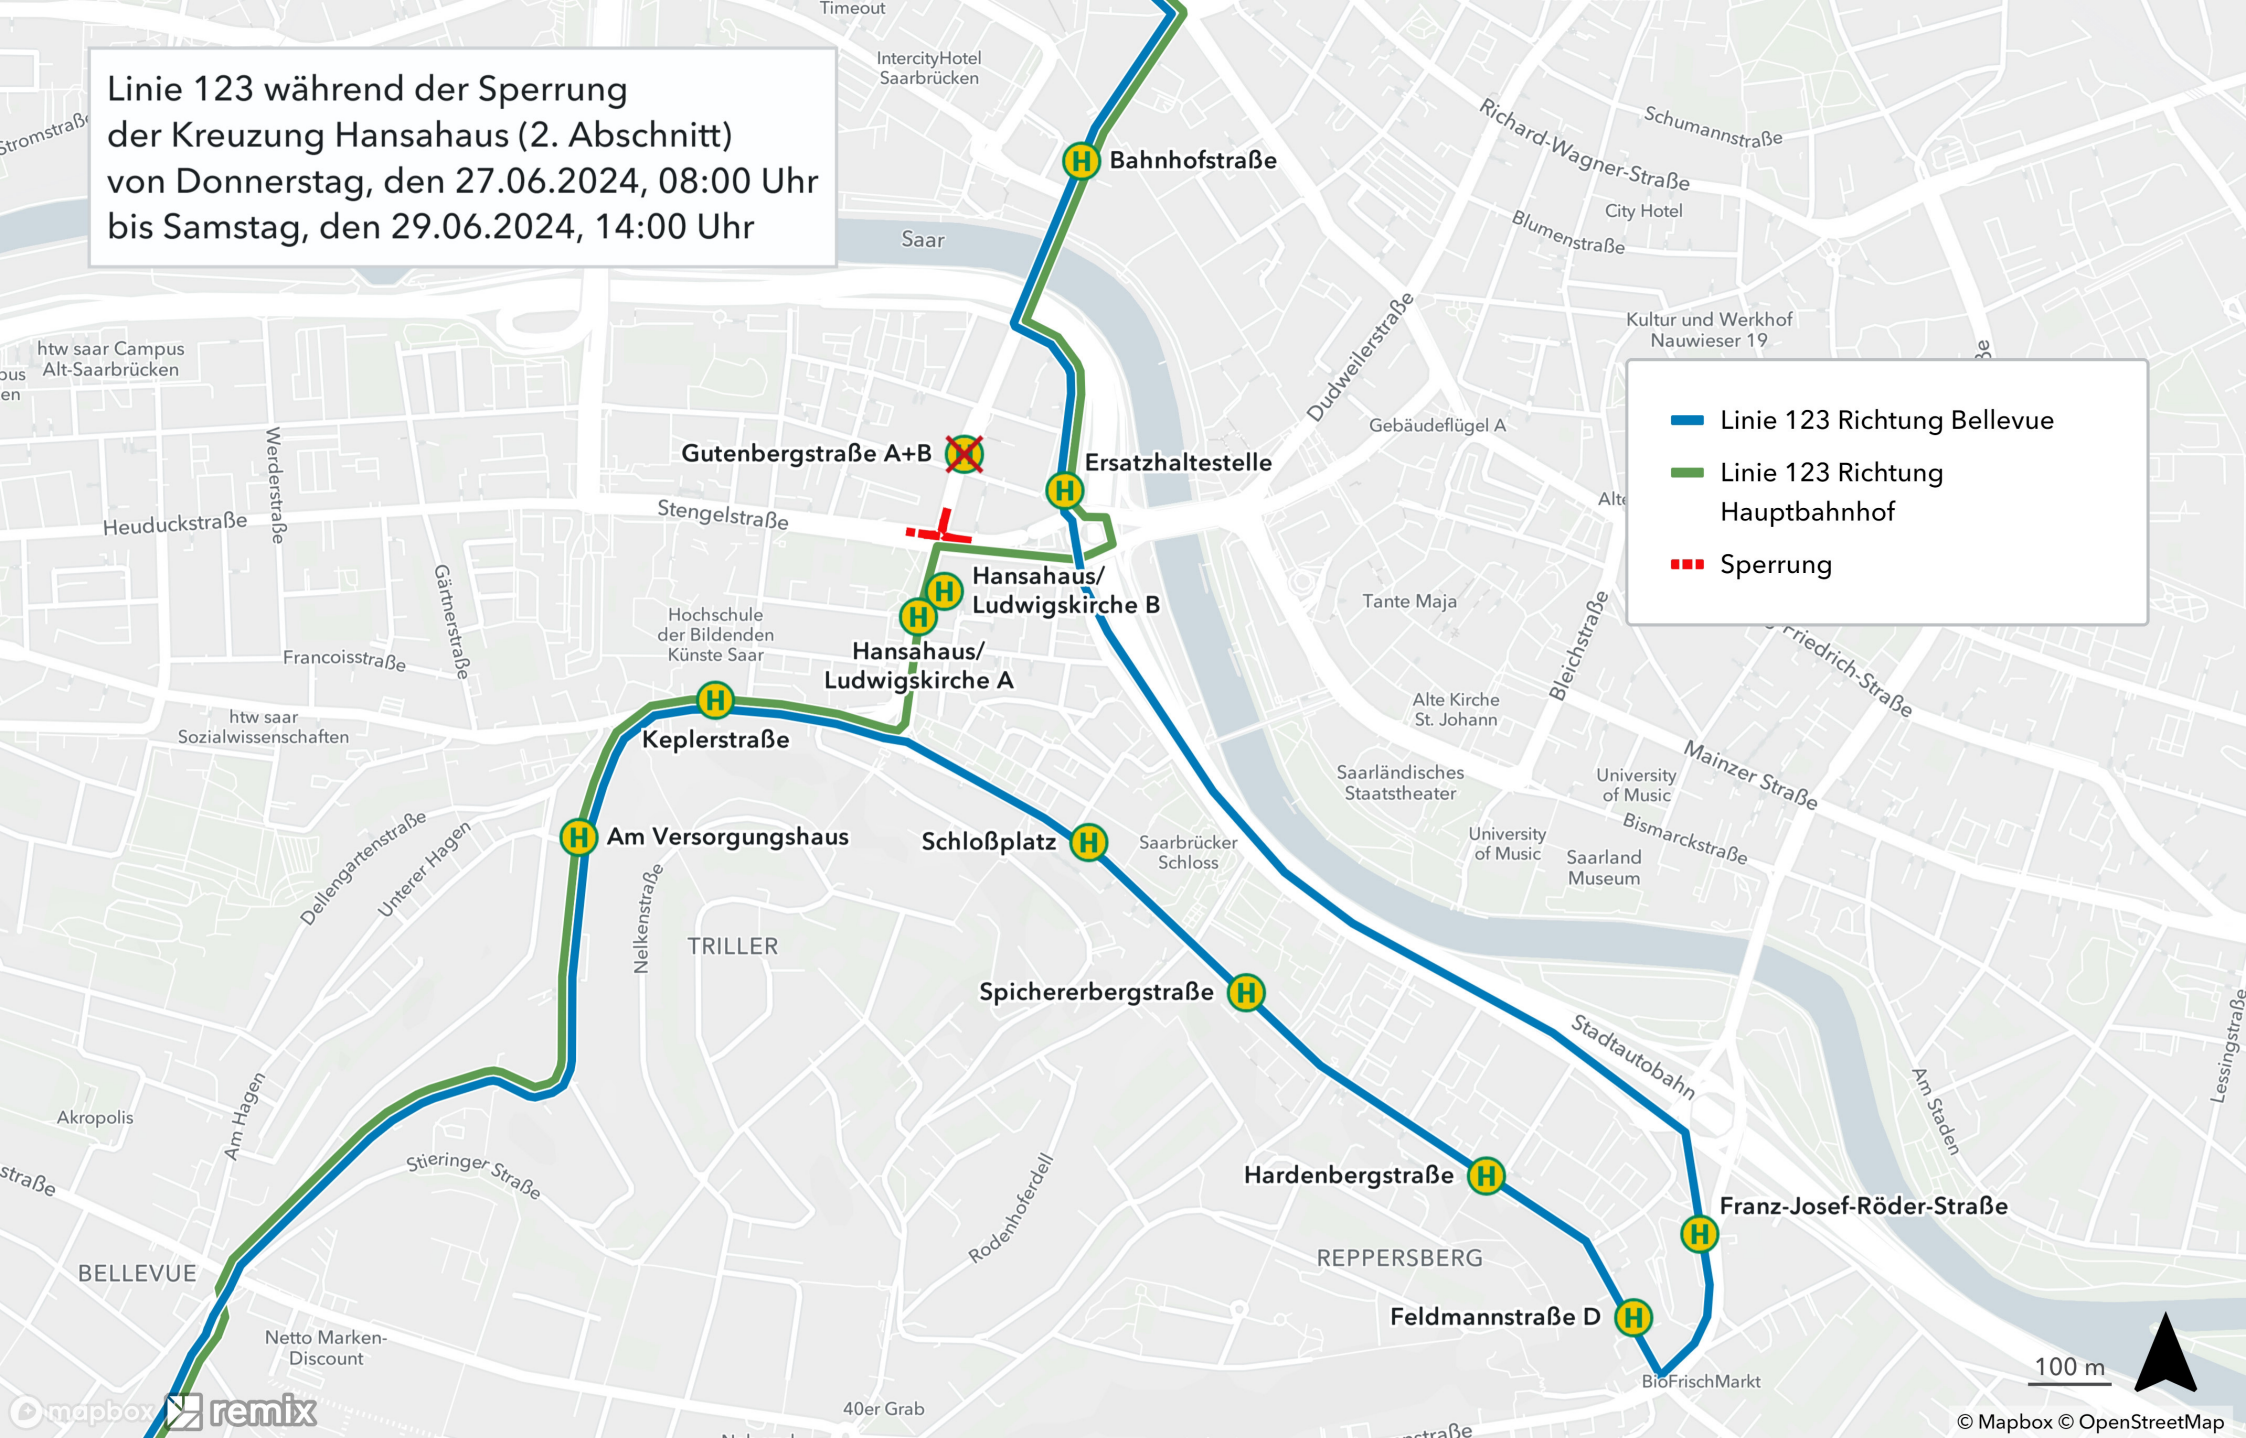 Linie 123 während der Sperrung
der Kreuzung Hansahaus (2. Abschnitt)
von Donnerstag, den 27.06.2024, 08:00 Uhr
bis Samstag, den 29.06.2024, 14:00 Uhr
Timeout
IntercityHotel
Saarbrücken
Stromstraße
Bahnhofstraße
Richard-Wagner-Straße
Schumannstraße
City Hotel
Blumenstraße
Saar
Kultur und Werkhof
Nauwieser 19
htw saar Campus
Alt-Saarbrücken
Dudweilerstraße
Gebäudeflügel A
Linie 123 Richtung Bellevue
Linie 123 Richtung
Hauptbahnhof
Sperrung
Gutenbergstraße A+B
Ersatzhaltestelle
Werderstraße
Heuduckstraße
Stengelstraße
Gärtnerstraße
Hansahaus/
Ludwigskirche B
Hansahaus/
Ludwigskirche A
Hochschule
der Bildenden
Künste Saar
Francoisstraße
Tante Maja
Bleichstraße
Friedrich-Straße
Alte Kirche
St. Johann
htw saar
Sozialwissenschaften
Keplerstraße
Mainzer Straße
Saarländisches
Staatstheater
University
of Music
University
of Music
Bismarckstraße
Saarland
Museum
Dellengartenstraße
Unterer Hagen
Am Versorgungshaus
Schloßplatz
Saarbrücker
Schloss
Nelkenstraße
TRILLER
Spichererbergstraße
Stadtautobahn
Lessingstraße
Am Staden
Akropolis
Am Hagen
Stieringer Straße
Rodenhoferdell
Hardenbergstraße
Franz-Josef-Röder-Straße
REPPERSBERG
BELLEVUE
Feldmannstraße D
Netto Marken-
Discount
BioFrischMarkt
100 m
40er Grab
mapbox
remix
© Mapbox © OpenStreetMap